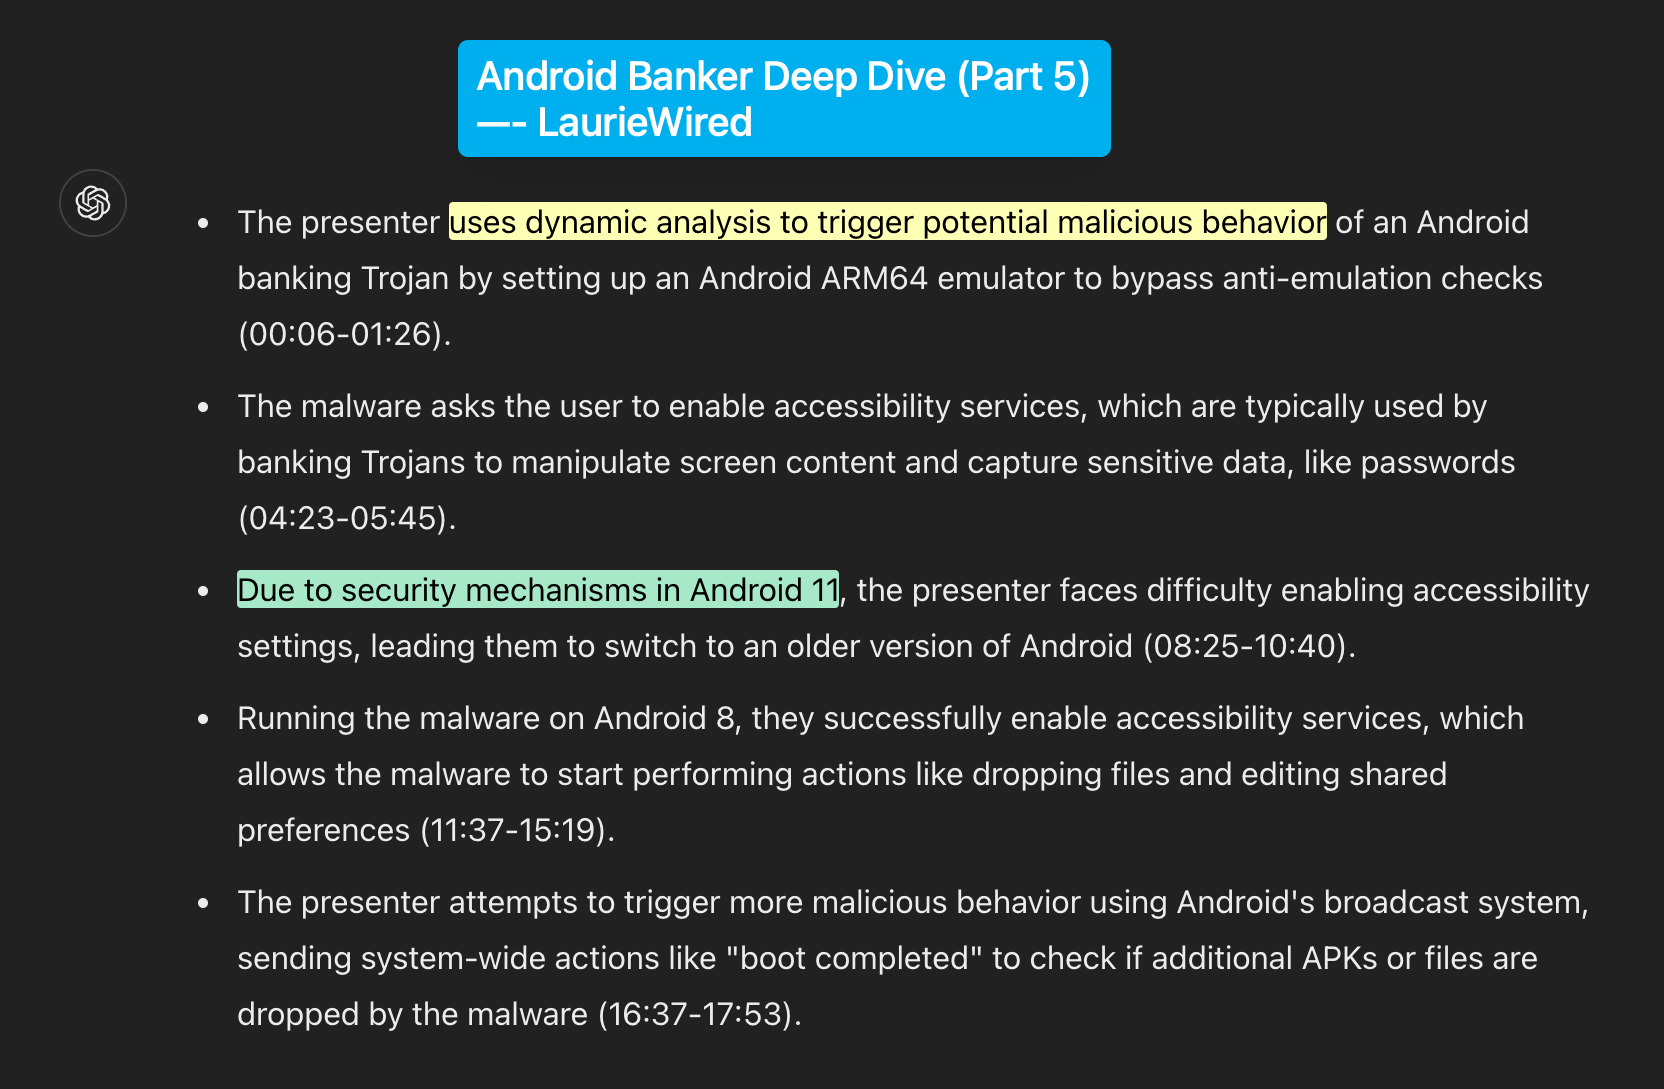 Android Banker Deep Dive (Part 5)
—- LaurieWired
• The presenter uses dynamic analysis to trigger potential malicious behavior of an Android
banking Trojan by setting up an Android ARM64 emulator to bypass anti-emulation checks
(00:06-01:26).
• The malware asks the user to enable accessibility services, which are typically used by
banking Trojans to manipulate screen content and capture sensitive data, like passwords
(04:23-05:45).
• Due to security mechanisms in Android 11, the presenter faces difficulty enabling accessibility
settings, leading them to switch to an older version of Android (08:25-10:40).
• Running the malware on Android 8, they successfully enable accessibility services, which
allows the malware to start performing actions like dropping files and editing shared
preferences (11:37-15:19).
• The presenter attempts to trigger more malicious behavior using Android's broadcast system,
sending system-wide actions like "boot completed" to check if additional APKs or files are
dropped by the malware (16:37-17:53).